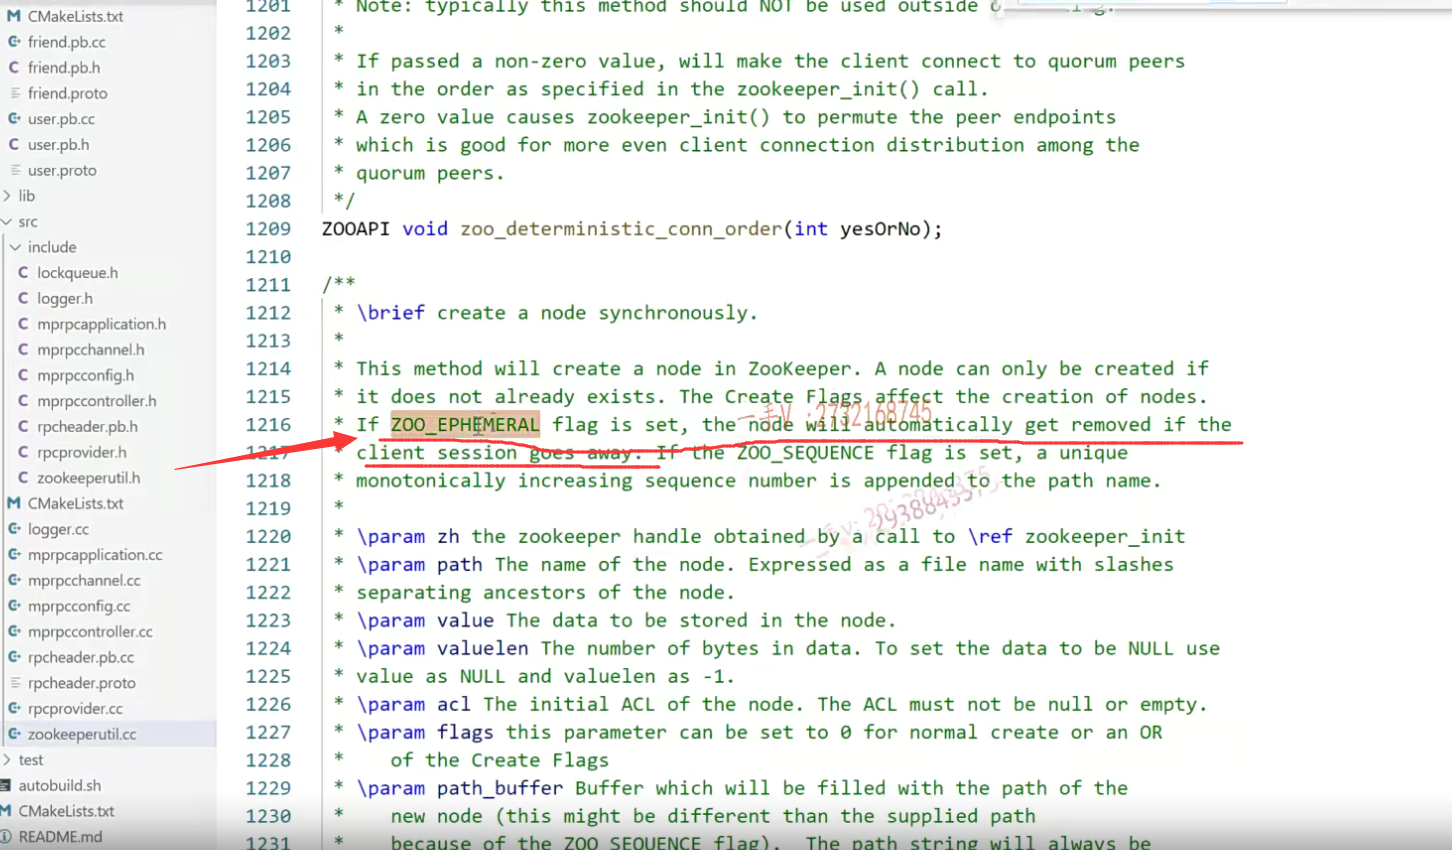 CMakeLists.txt
friend.pb.cc
friend.pb.h
friend.proto
user.pb.cc
user.pb.h
user.proto
lib
src
include
lockqueue.h
logger.h
mprpcapplication.h
mprpcchannel.h
mprpcconfig.h
mprpccontroller.h
rpcheader.pb.h
rpcprovider.h
zookeeperutil.h
CMakeLists.txt
logger.cc
mprpcapplication.cc
mprpcchannel.cc
mprpcconfig.cc
mprpccontroller.cc
rpcheader.pb.cc
rpcheader.proto
rpcprovider.cc
zookeeperutil.cc
test
autobuild.sh
CMakeLists.txt
README.md
1201 * Note: typically this method should NOT be used outside
1202 *
1203 * If passed a non-zero value, will make the client connect to quorum peers
1204 * in the order as specified in the zookeeper_init() call.
1205 * A zero value causes zookeeper_init() to permute the peer endpoints
1206 * which is good for more even client connection distribution among the
1207 * quorum peers.
1208 */
1209 ZOOAPI void zoo_deterministic_conn_order(int yesOrNo);
1210
1211 /**
1212 * \brief create a node synchronously.
1213 *
1214 * This method will create a node in ZooKeeper. A node can only be created if
1215 * it does not already exists. The Create Flags affect the creation of nodes.
1216 * If ZOO_EPHEMERAL flag is set, the node will automatically get removed if the
1217 * client session goes away. If the ZOO_SEQUENCE flag is set, a unique
1218 * monotonically increasing sequence number is appended to the path name.
1219 *
1220 * \param zh the zookeeper handle obtained by a call to \ref zookeeper_init
1221 * \param path The name of the node. Expressed as a file name with slashes
1222 * separating ancestors of the node.
1223 * \param value The data to be stored in the node.
1224 * \param valuelen The number of bytes in data. To set the data to be NULL use
1225 * value as NULL and valuelen as -1.
1226 * \param acl The initial ACL of the node. The ACL must not be null or empty.
1227 * \param flags this parameter can be set to 0 for normal create or an OR
1228 * of the Create Flags
1229 * \param path_buffer Buffer which will be filled with the path of the
1230 * new node (this might be different than the supplied path
1231 * because of the ZOO_SEQUENCE flag). The path string will always be
一手V :2732168745
2938843375